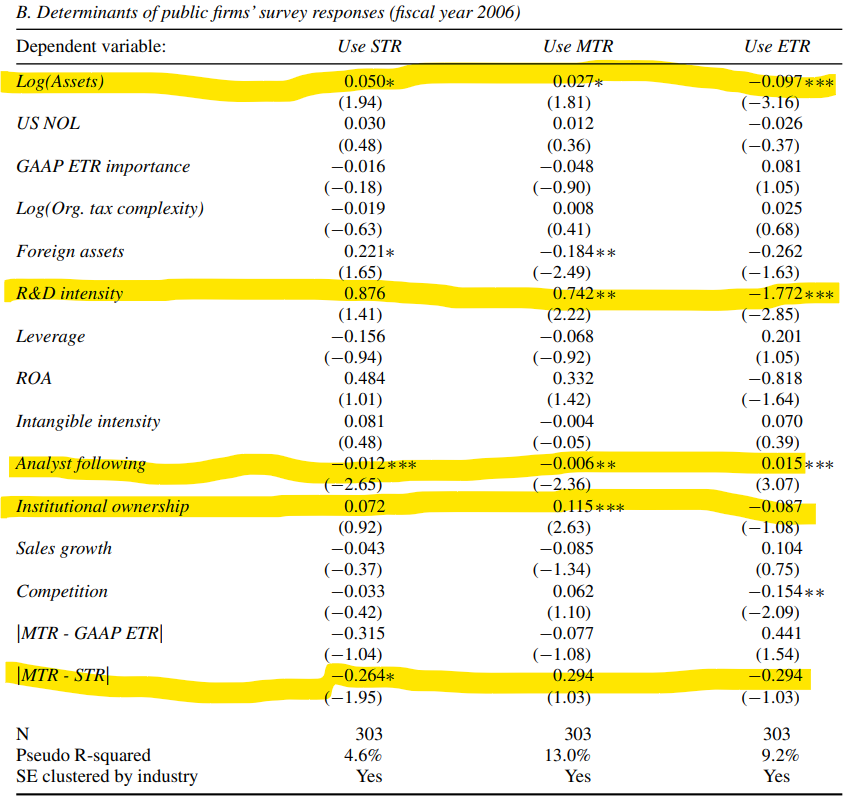 B. Determinants of public firms' survey responses (fiscal year 2006)
Dependent variable: Use STR Use MTR Use ETR
Log(Assets) 0.050∗ 0.027∗ −0.097∗∗∗
(1.94) (1.81) (−3.16)
US NOL 0.030 0.012 −0.026
(0.48) (0.36) (−0.37)
GAAP ETR importance −0.016 −0.048 0.081
(−0.18) (−0.90) (1.05)
Log(Org. tax complexity) −0.019 0.008 0.025
(−0.63) (0.41) (0.68)
Foreign assets 0.221∗ −0.184∗∗ −0.262
(1.65) (−2.49) (−1.63)
R&D intensity 0.876 0.742∗∗ −1.772∗∗∗
(1.41) (2.22) (−2.85)
Leverage −0.156 −0.068 0.201
(−0.94) (−0.92) (1.05)
ROA 0.484 0.332 −0.818
(1.01) (1.42) (−1.64)
Intangible intensity 0.081 −0.004 0.070
(0.48) (−0.05) (0.39)
Analyst following −0.012∗∗∗ −0.006∗∗ 0.015∗∗∗
(−2.65) (−2.36) (3.07)
Institutional ownership 0.072 0.115∗∗∗ −0.087
(0.92) (2.63) (−1.08)
Sales growth −0.043 −0.085 0.104
(−0.37) (−1.34) (0.75)
Competition −0.033 0.062 −0.154∗∗
(−0.42) (1.10) (−2.09)
|MTR - GAAP ETR| −0.315 −0.077 0.441
(−1.04) (−1.08) (1.54)
|MTR - STR| −0.264∗ 0.294 −0.294
(−1.95) (1.03) (−1.03)
N 303 303 303
Pseudo R-squared 4.6% 13.0% 9.2%
SE clustered by industry Yes Yes Yes